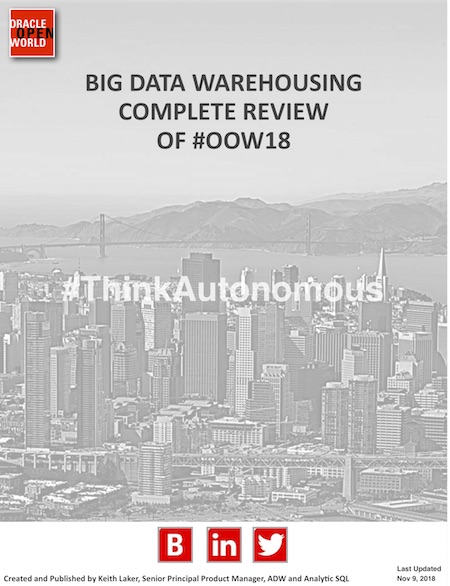 ORACLE
OPEN
WORLD
BIG DATA WAREHOUSING
COMPLETE REVIEW
OF #OOW18
#ThinkAutonomous
B
in
Last Updated
Created and Published by Keith Laker, Senior Principal Product Manager, ADW and Analytic SQL
Nov 9, 2018